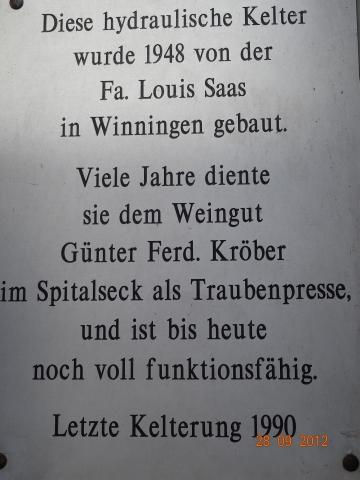 Diese hydraulische Kelter
wurde 1948 von der
Fa. Louis Saas
in Winningen gebaut.
Viele Jahre diente
sie dem Weingut
Günter Ferd. Kröber
im Spitalseck als Traubenpresse,
und ist bis heute
noch voll funktionsfähig.
Letzte Kelterung 1990
28 09 2012